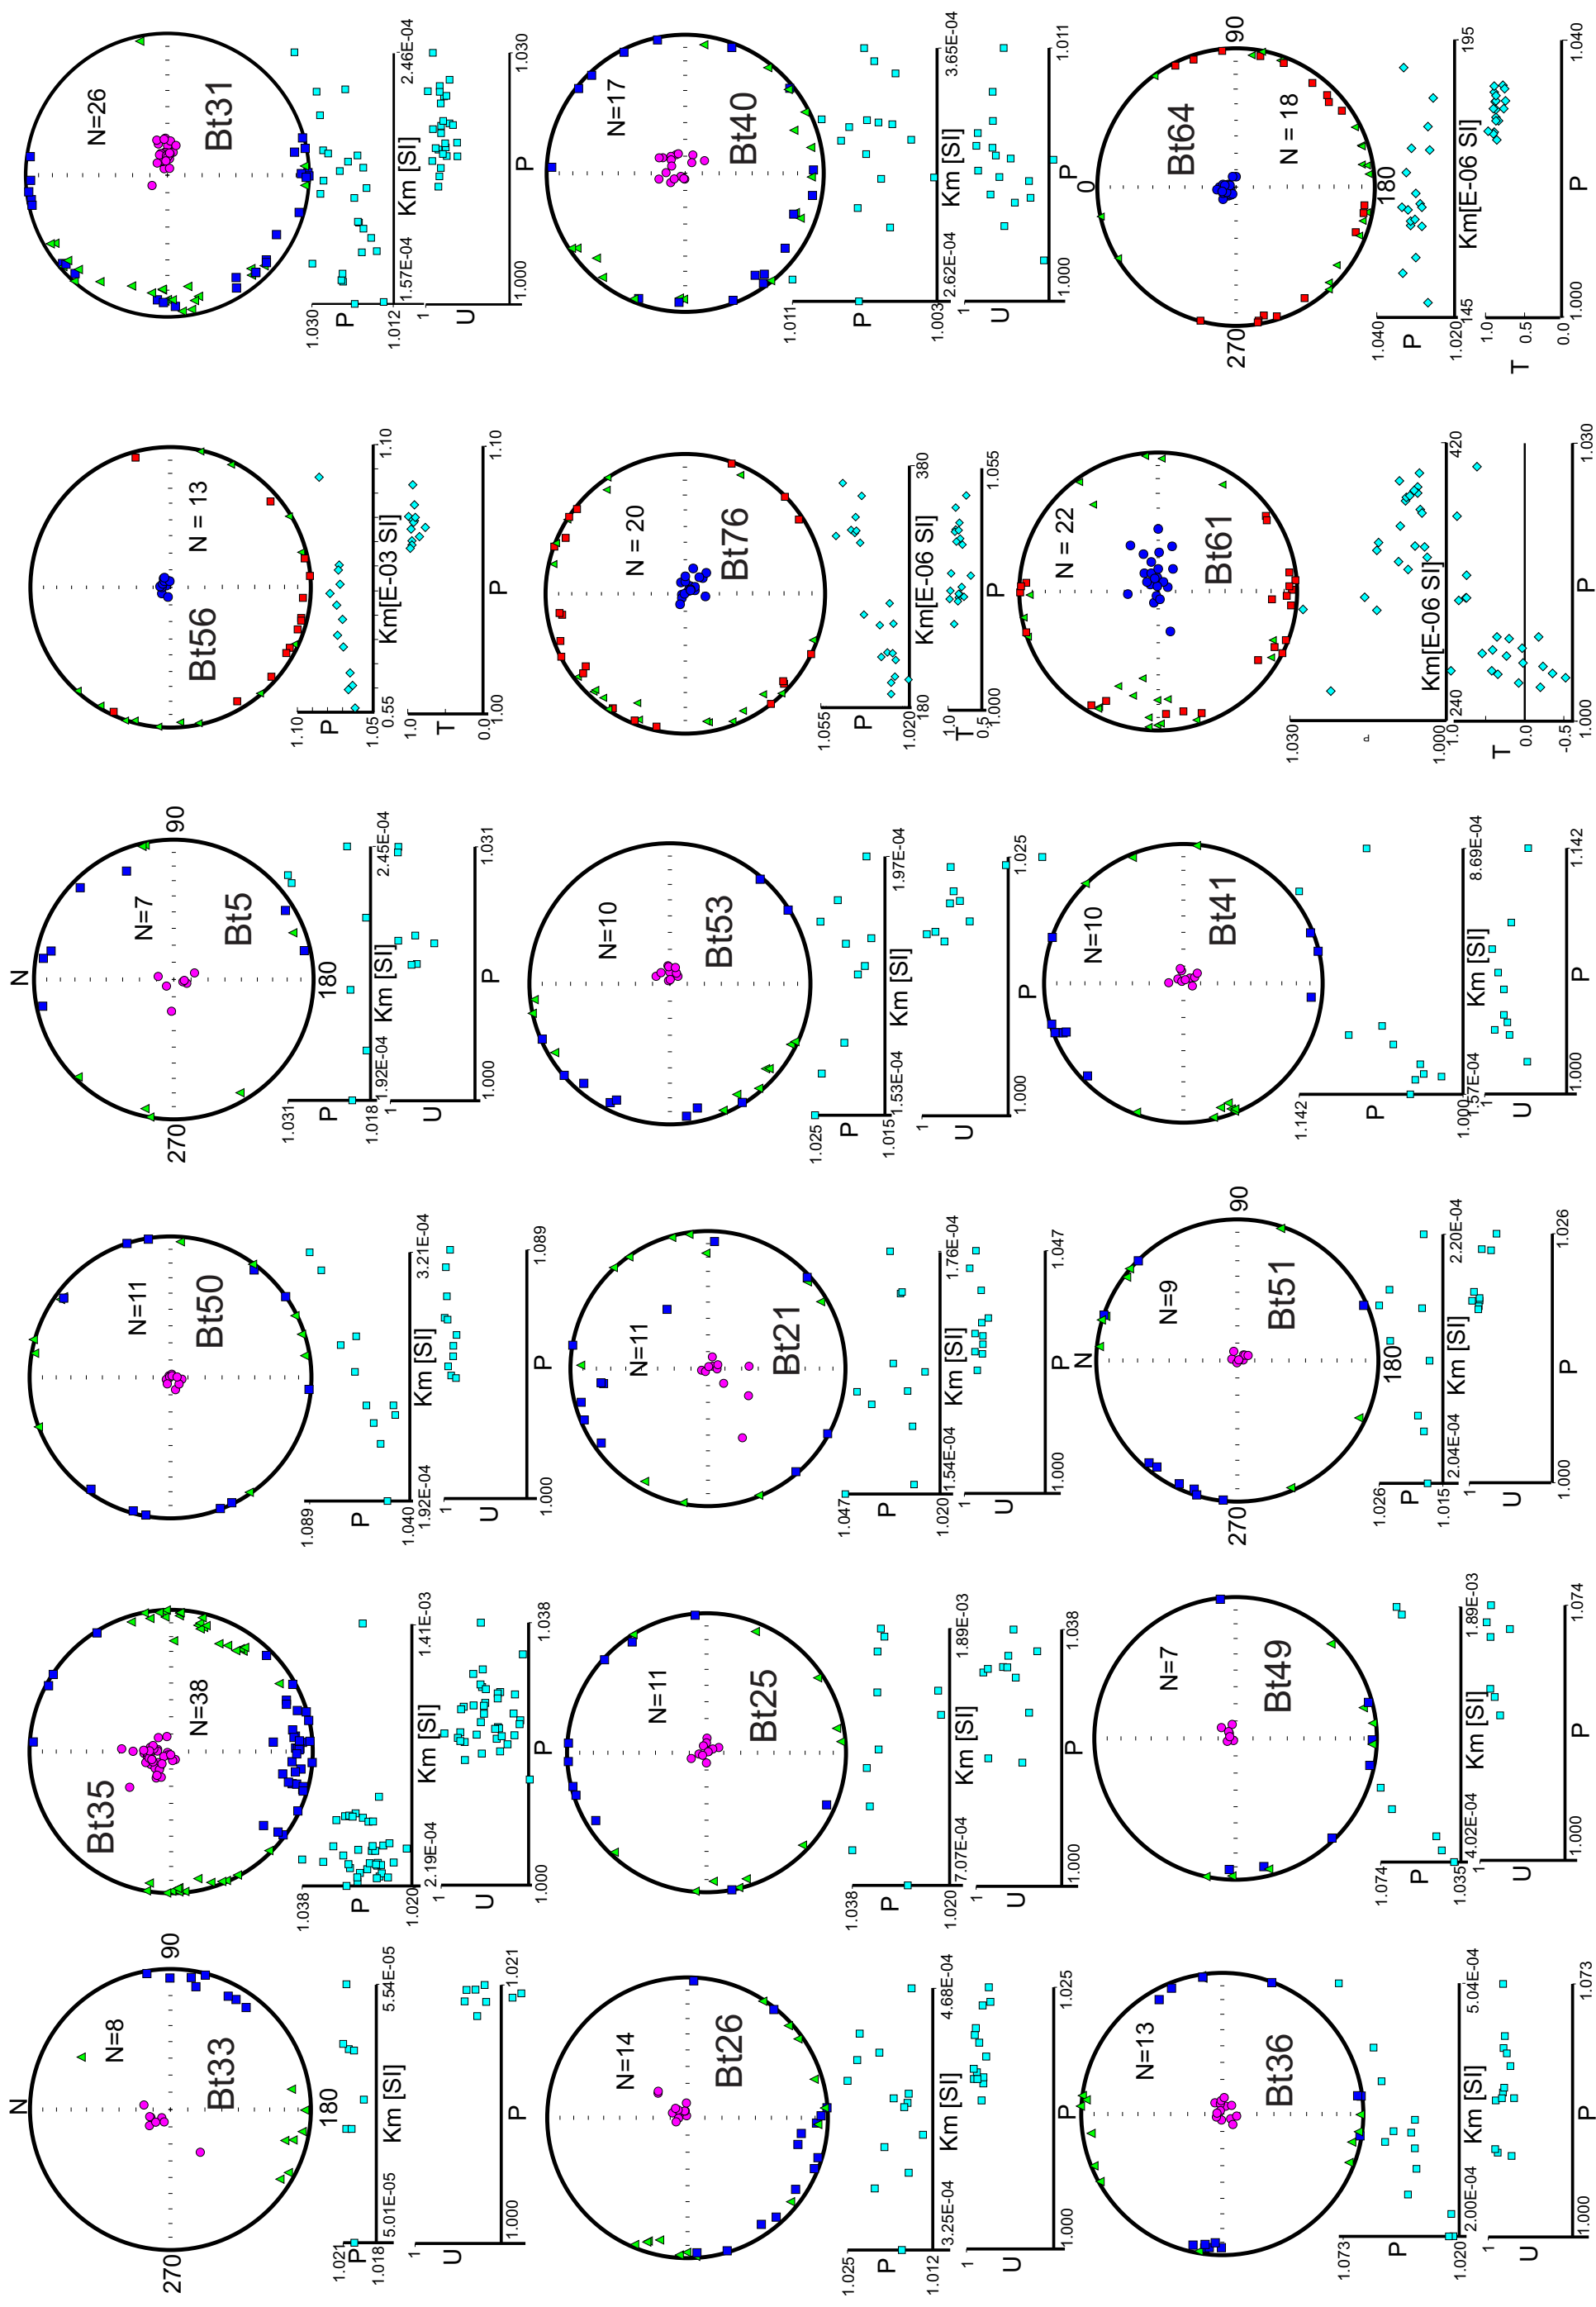 N
N=8
90
270
Bt33
180
1.021
P
1.018
5.01E-05
Km [SI]
5.54E-05
1
U
1.000
P
1.021
Bt35
N=38
1.038
P
1.020
2.19E-04
Km [SI]
1.41E-03
1
U
1.000
P
1.038
N=11
Bt50
1.089
P
1.040
1.92E-04
Km [SI]
3.21E-04
1
U
1.000
P
1.089
N
N=7
90
270
Bt5
180
1.031
P
1.018
1.92E-04
Km [SI]
2.45E-04
1
U
1.000
P
1.031
N = 13
Bt56
1.10
P
1.05
0.55
Km[E-03 SI]
1.10
1.0
T
0.0
1.00
P
1.10
N=26
Bt31
1.030
P
1.012
1.57E-04
Km [SI]
2.46E-04
1
U
1.000
P
1.030
N=14
Bt26
1.025
P
1.012
3.25E-04
Km [SI]
4.68E-04
1
U
1.000
P
1.025
N=11
Bt25
1.038
P
1.020
7.07E-04
Km [SI]
1.89E-03
1
U
1.000
P
1.038
N=11
Bt21
1.047
P
1.020
1.54E-04
Km [SI]
1.76E-04
1
U
1.000
P
1.047
N=10
Bt53
1.025
P
1.015
1.53E-04
Km [SI]
1.97E-04
1
U
1.000
P
1.025
N = 20
Bt76
1.055
P
1.020
180
Km[E-06 SI]
380
1.0
T
0.5
1.000
P
1.055
N=17
Bt40
1.011
P
1.003
2.62E-04
Km [SI]
3.65E-04
1
U
1.000
P
1.011
N=13
Bt36
1.073
P
1.020
2.00E-04
Km [SI]
5.04E-04
1
U
1.000
P
1.073
N=7
Bt49
1.074
P
1.035
4.02E-04
Km [SI]
1.89E-03
1
U
1.000
P
1.074
N
N=9
90
270
Bt51
180
1.026
P
1.015
2.04E-04
Km [SI]
2.20E-04
1
U
1.000
P
1.026
N=10
Bt41
1.142
P
1.000
1.57E-04
Km [SI]
8.69E-04
1
U
1.000
P
1.142
N = 22
Bt61
1.030
P
1.000
240
Km[E-06 SI]
420
1.0
T
0.0
-0.5
1.000
P
1.030
0
Bt64
90
270
N = 18
180
1.040
P
1.020
145
Km[E-06 SI]
195
1.0
T
0.5
0.0
1.000
P
1.040